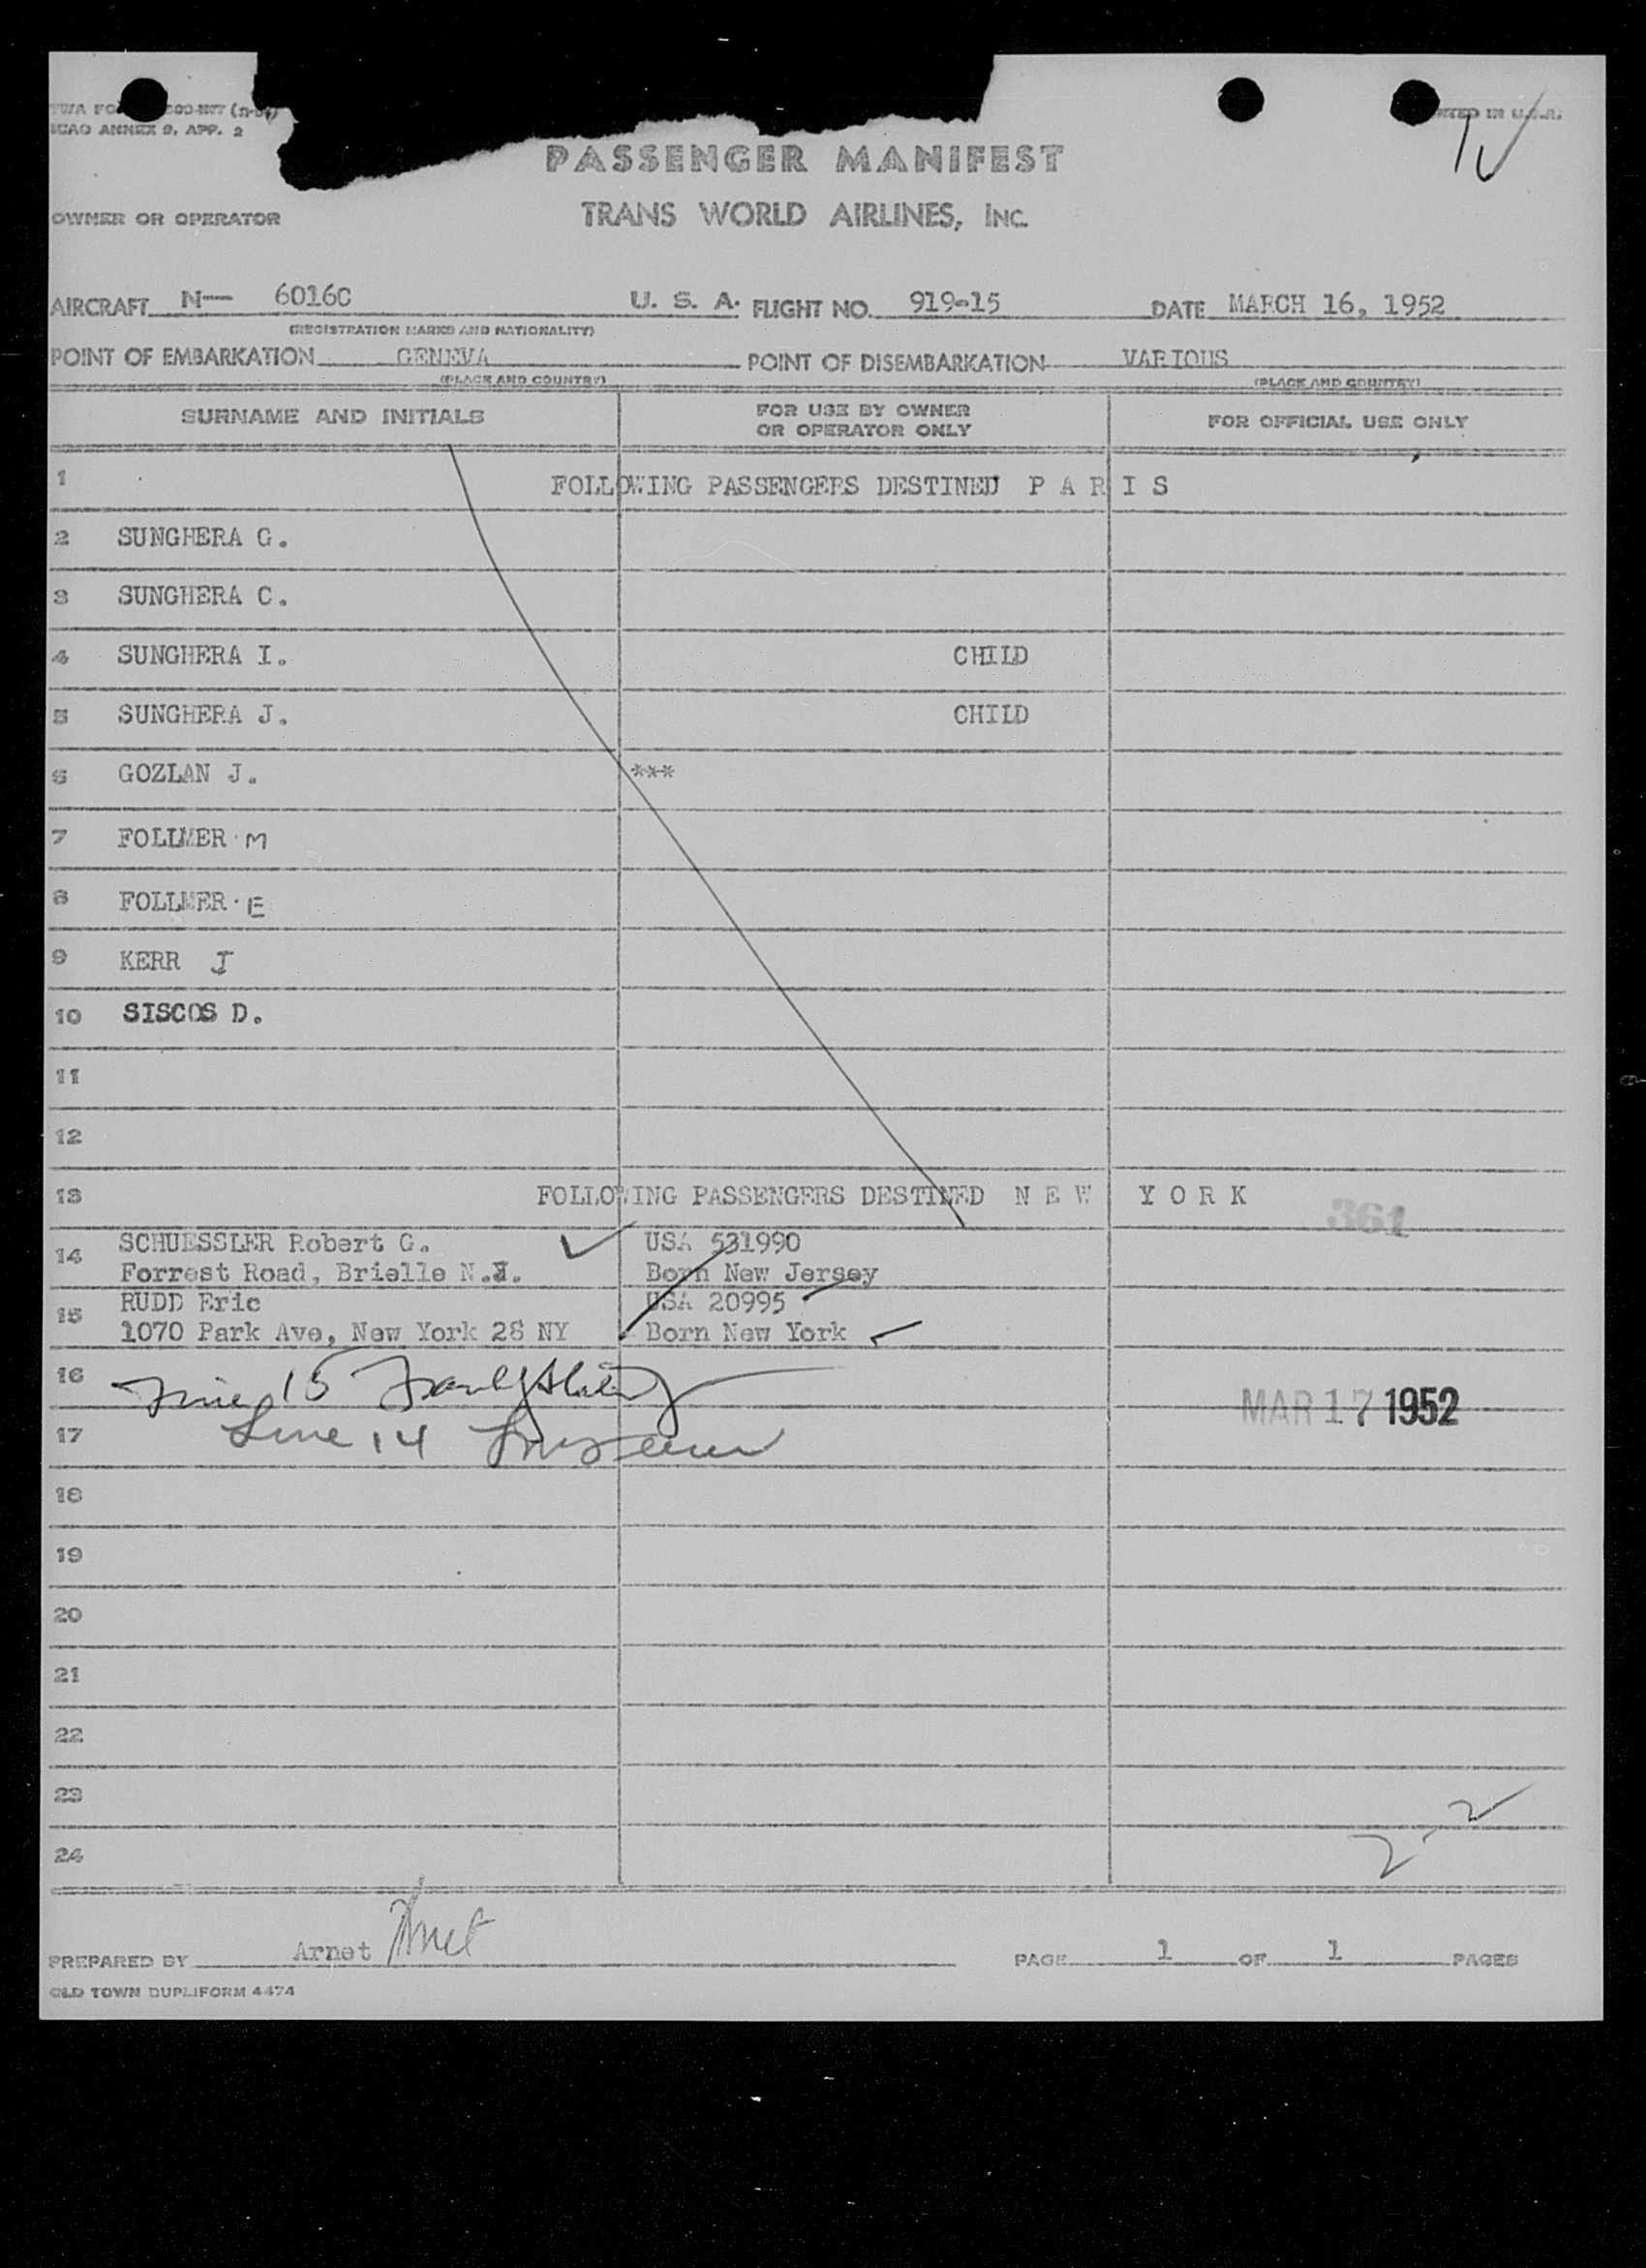 ICAO ANNEX 9, APP. 2
PRINTED IN U.S.A.
PASSENGER MANIFEST
OWNER OR OPERATOR TRANS WORLD AIRLINES, INC.
AIRCRAFT N-- 6016C U. S. A. FLIGHT NO. 919-15 DATE MARCH 16, 1952
(REGISTRATION MARKS AND NATIONALITY)
POINT OF EMBARKATION GENEVA POINT OF DISEMBARKATION VARIOUS
(PLACE AND COUNTRY) (PLACE AND COUNTRY)
SURNAME AND INITIALS FOR USE BY OWNER OR OPERATOR ONLY FOR OFFICIAL USE ONLY
1 FOLLOWING PASSENGERS DESTINED P A R I S
2 SUNGHERA G.
3 SUNGHERA C.
4 SUNGHERA I. CHILD
5 SUNGHERA J. CHILD
6 GOZLAN J. ***
7 FOLLMER M
8 FOLLMER E
9 KERR J
10 SISCOS D.
11
12
13 FOLLOWING PASSENGERS DESTINED N E W Y O R K
361
14 SCHUESSLER Robert G. USA 531990
Forrest Road, Brielle N.J. Born New Jersey
15 RUDD Eric USA 20995
1070 Park Ave, New York 28 NY Born New York
16 Line 15
MAR 17 1952
17 Line 14
18
19
20
21
22
23 2
24 2
PREPARED BY Arnet Arnet PAGE 1 OF 1 PAGES
OLD TOWN DUPLIFORM 4474